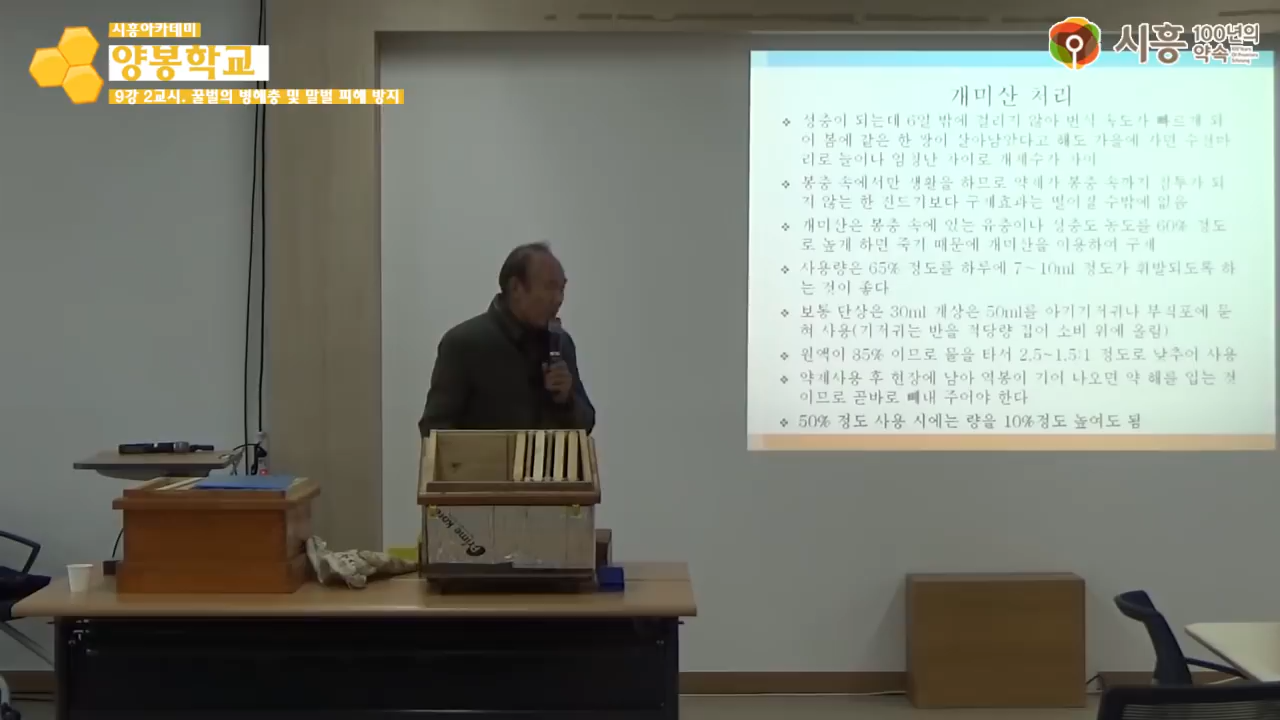 시흥아카데미
양봉학교
9강 2교시. 꿀벌의 병해충 및 말벌 피해 방지
시흥 100년의
약속
개미산 처리
성충이 되는데 6일 밖에 걸리지 않아 번식 속도가 빠르게 되
어 봄에 같은 한 쌍이 살아남았다고 해도 가을에 가면 수천마
리로 늘어나 엄청난 차이로 개체수가 차이
봉충 속에서만 생활을 하므로 약제가 봉충 속까지 침투가 되
지 않는 한 진드기보다 구제효과는 떨어질 수밖에 없음
개미산은 봉충 속에 있는 유충이나 성충도 농도를 60% 정도
로 높게 하면 죽기 때문에 개미산을 이용하여 구제
사용량은 65% 정도를 하루에 7~10ml 정도가 휘발되도록 하
는 것이 좋다
보통 단상은 30ml 계상은 50ml를 아기기저귀나 부직포에 묻
혀 사용(기저귀는 반을 적당량 접어 소비 위에 올림)
원액이 85% 이므로 물을 타서 2.5~1.5:1 정도로 낮추어 사용
약제사용 후 현장에 남아 역봉이 기어 나오면 약 해를 입는 것
이므로 곧바로 빼내 주어야 한다
50% 정도 사용 시에는 량을 10%정도 높여도 됨
Prime kor